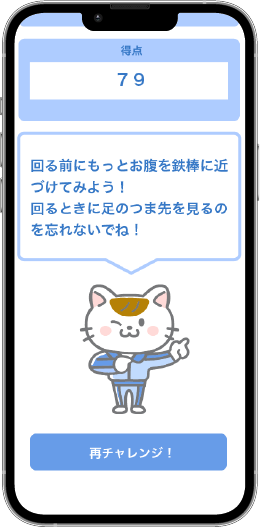 得点
７９
回る前にもっとお腹を鉄棒に近
づけてみよう！
回るときに足のつま先を見るの
を忘れないでね！
再チャレンジ！